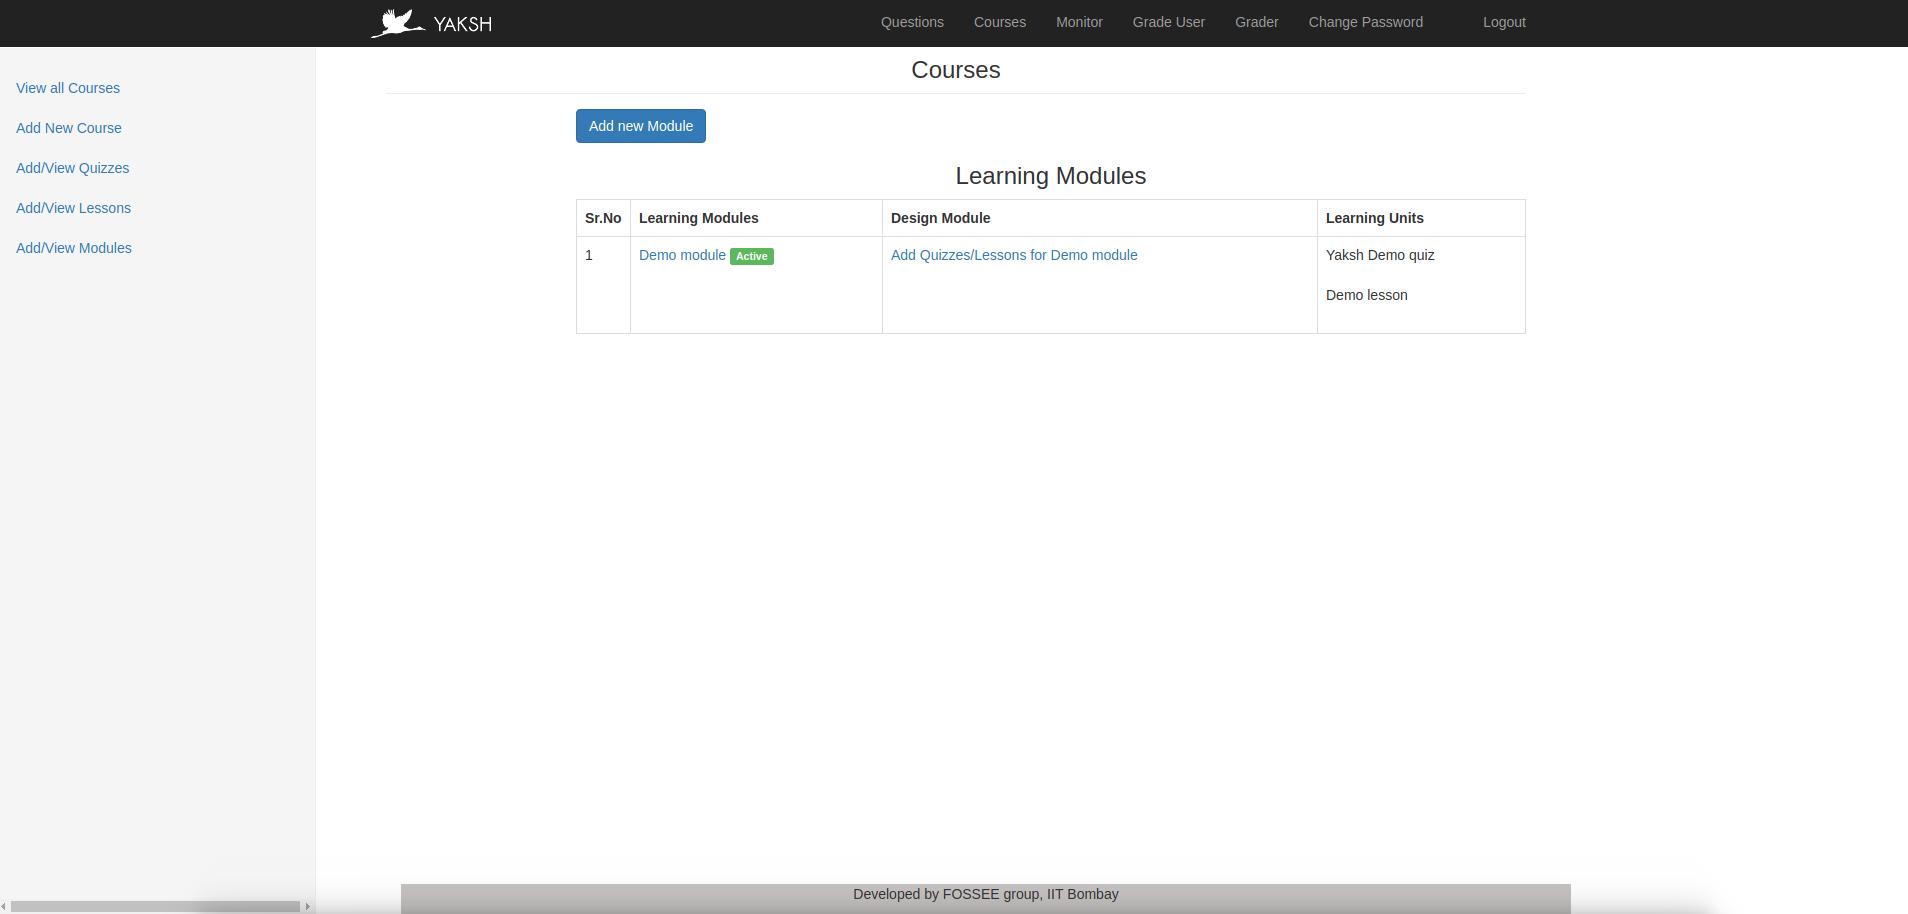 YAKSH
Questions Courses Monitor Grade User Grader Change Password Logout
View all Courses
Add New Course
Add/View Quizzes
Add/View Lessons
Add/View Modules
Courses
Add new Module
Learning Modules
Sr.No Learning Modules Design Module Learning Units
1 Demo module Active Add Quizzes/Lessons for Demo module Yaksh Demo quiz
Demo lesson
Developed by FOSSEE group, IIT Bombay